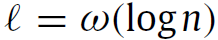 ℓ = ω(log n)